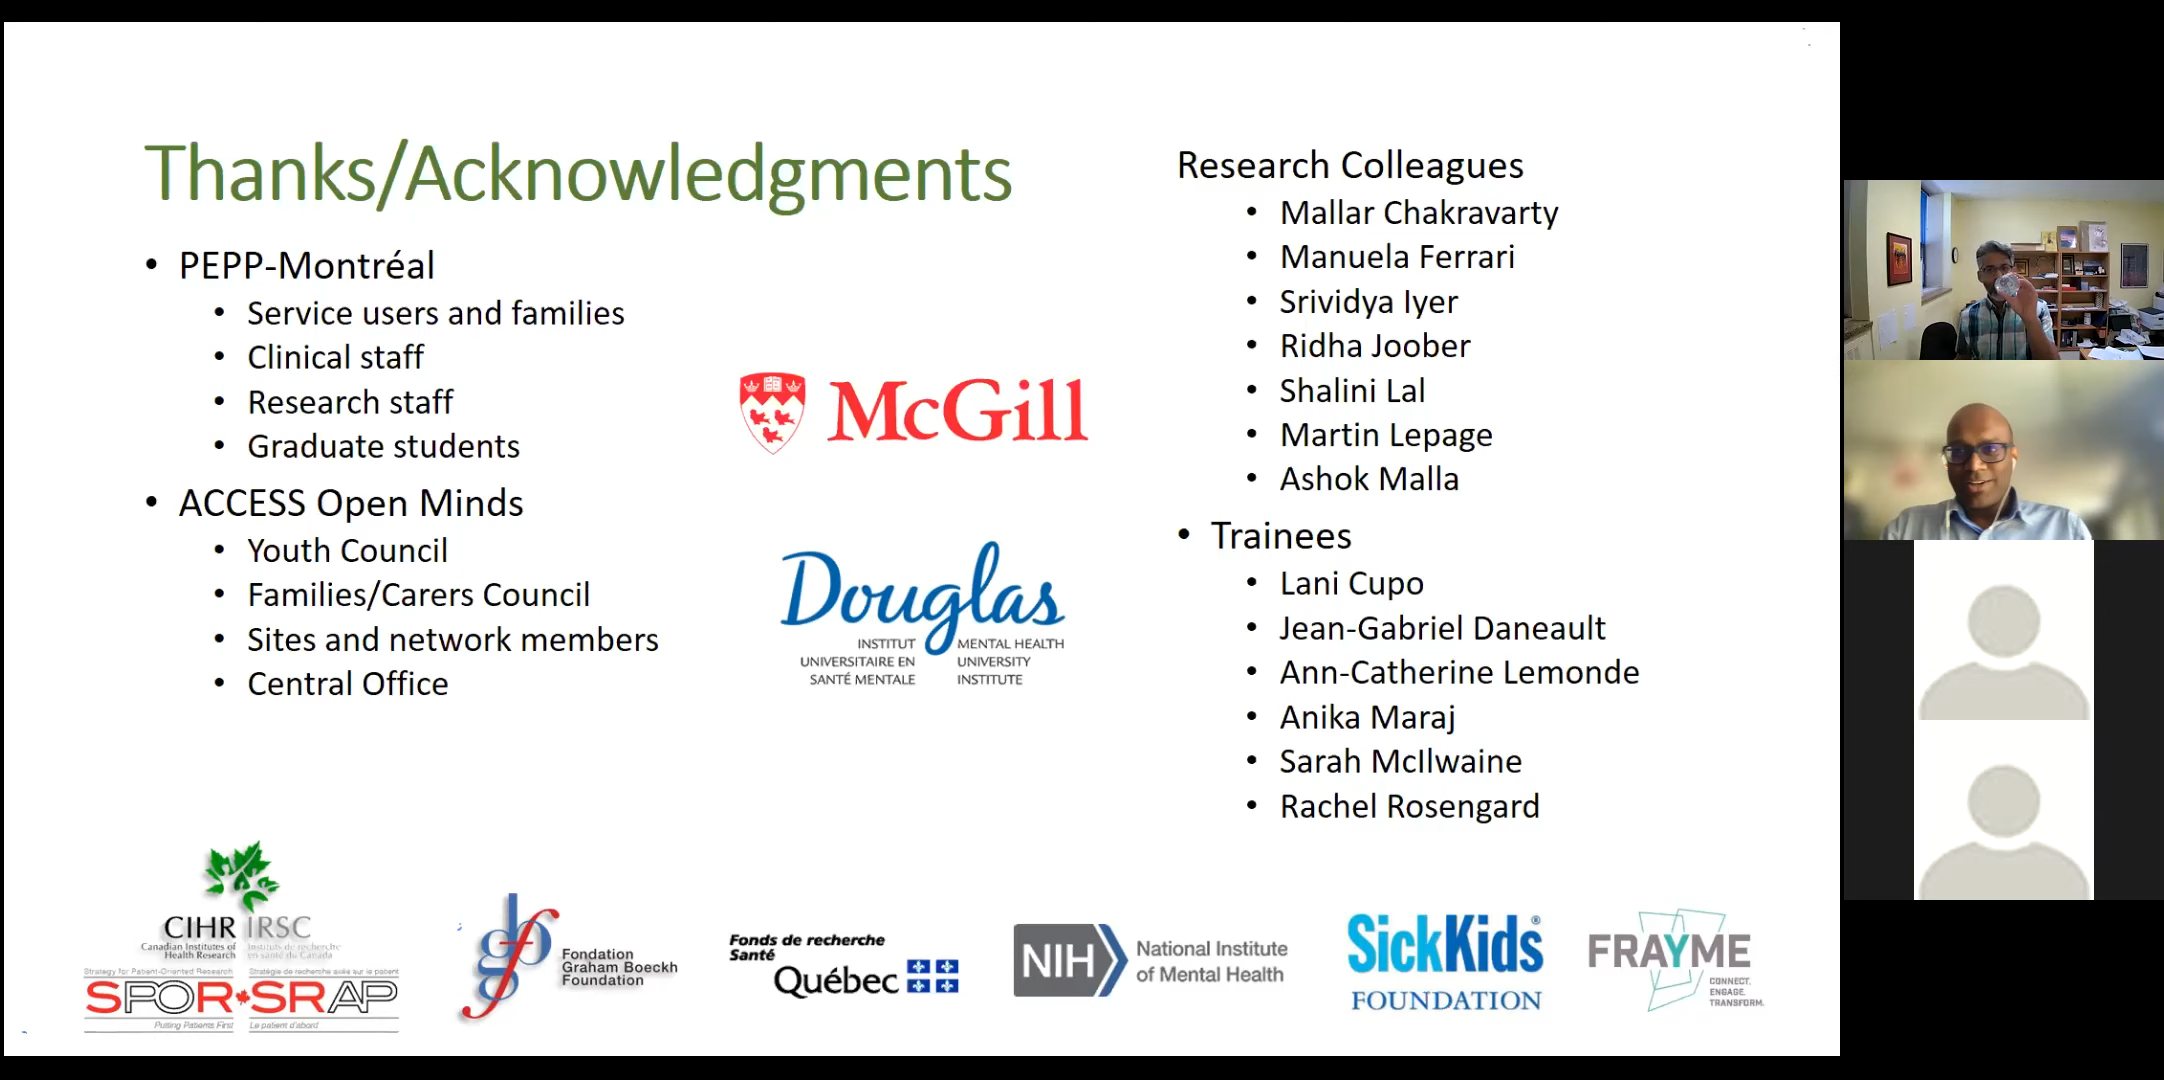 Thanks/Acknowledgments
• PEPP-Montréal
• Service users and families
• Clinical staff
• Research staff
• Graduate students
• ACCESS Open Minds
• Youth Council
• Families/Carers Council
• Sites and network members
• Central Office
McGill
Douglas
INSTITUT
UNIVERSITAIRE EN
SANTÉ MENTALE
MENTAL HEALTH
UNIVERSITY
INSTITUTE
Research Colleagues
• Mallar Chakravarty
• Manuela Ferrari
• Srividya Iyer
• Ridha Joober
• Shalini Lal
• Martin Lepage
• Ashok Malla
• Trainees
• Lani Cupo
• Jean-Gabriel Daneault
• Ann-Catherine Lemonde
• Anika Maraj
• Sarah McIlwaine
• Rachel Rosengard
CIHR IRSC
Canadian Institutes of
Health Research
Instituts de recherche
en santé du Canada
Strategy for Patient-Oriented Research
Stratégie de recherche axée sur le patient
SPOR SRAP
Putting Patients First
Le patient d'abord
gbf
Fondation
Graham Boeckh
Foundation
Fonds de recherche
Santé
Québec
NIH
National Institute
of Mental Health
SickKids®
FOUNDATION
FRAYME
CONNECT.
ENGAGE.
TRANSFORM.